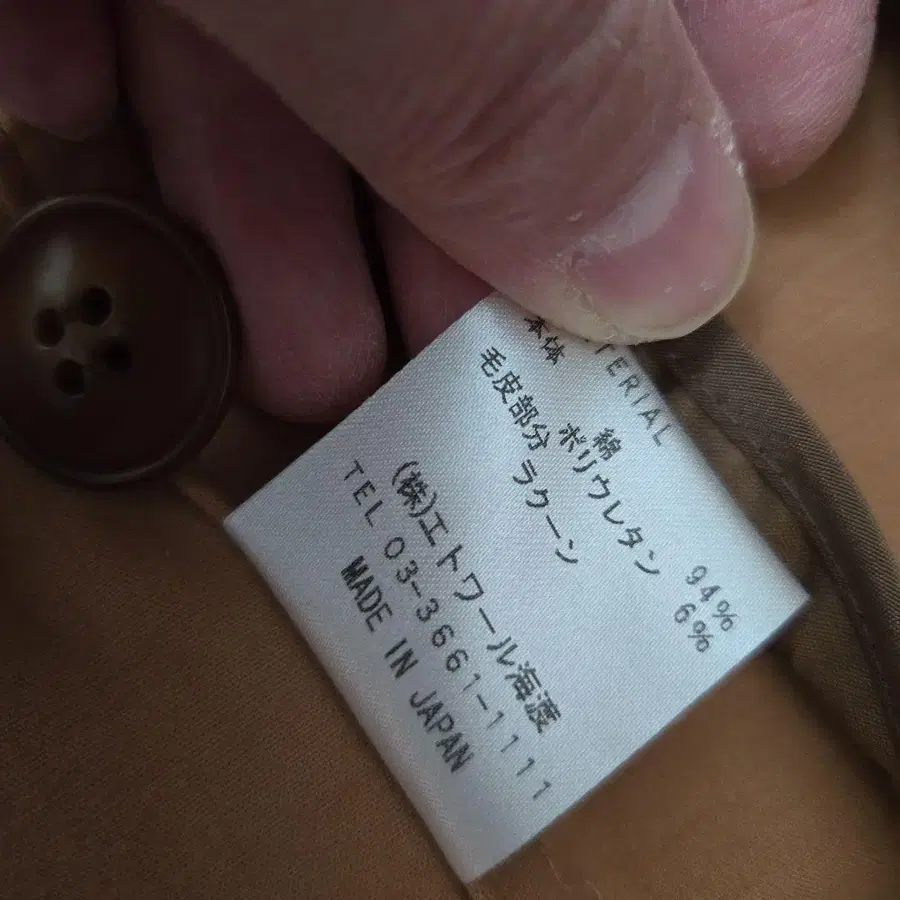 TERIAL
本体 綿 94%
ポリウレタン 6%
毛皮部分 ラクーン
(株)エトワール海渡
TEL 03-3661-1111
MADE IN JAPAN